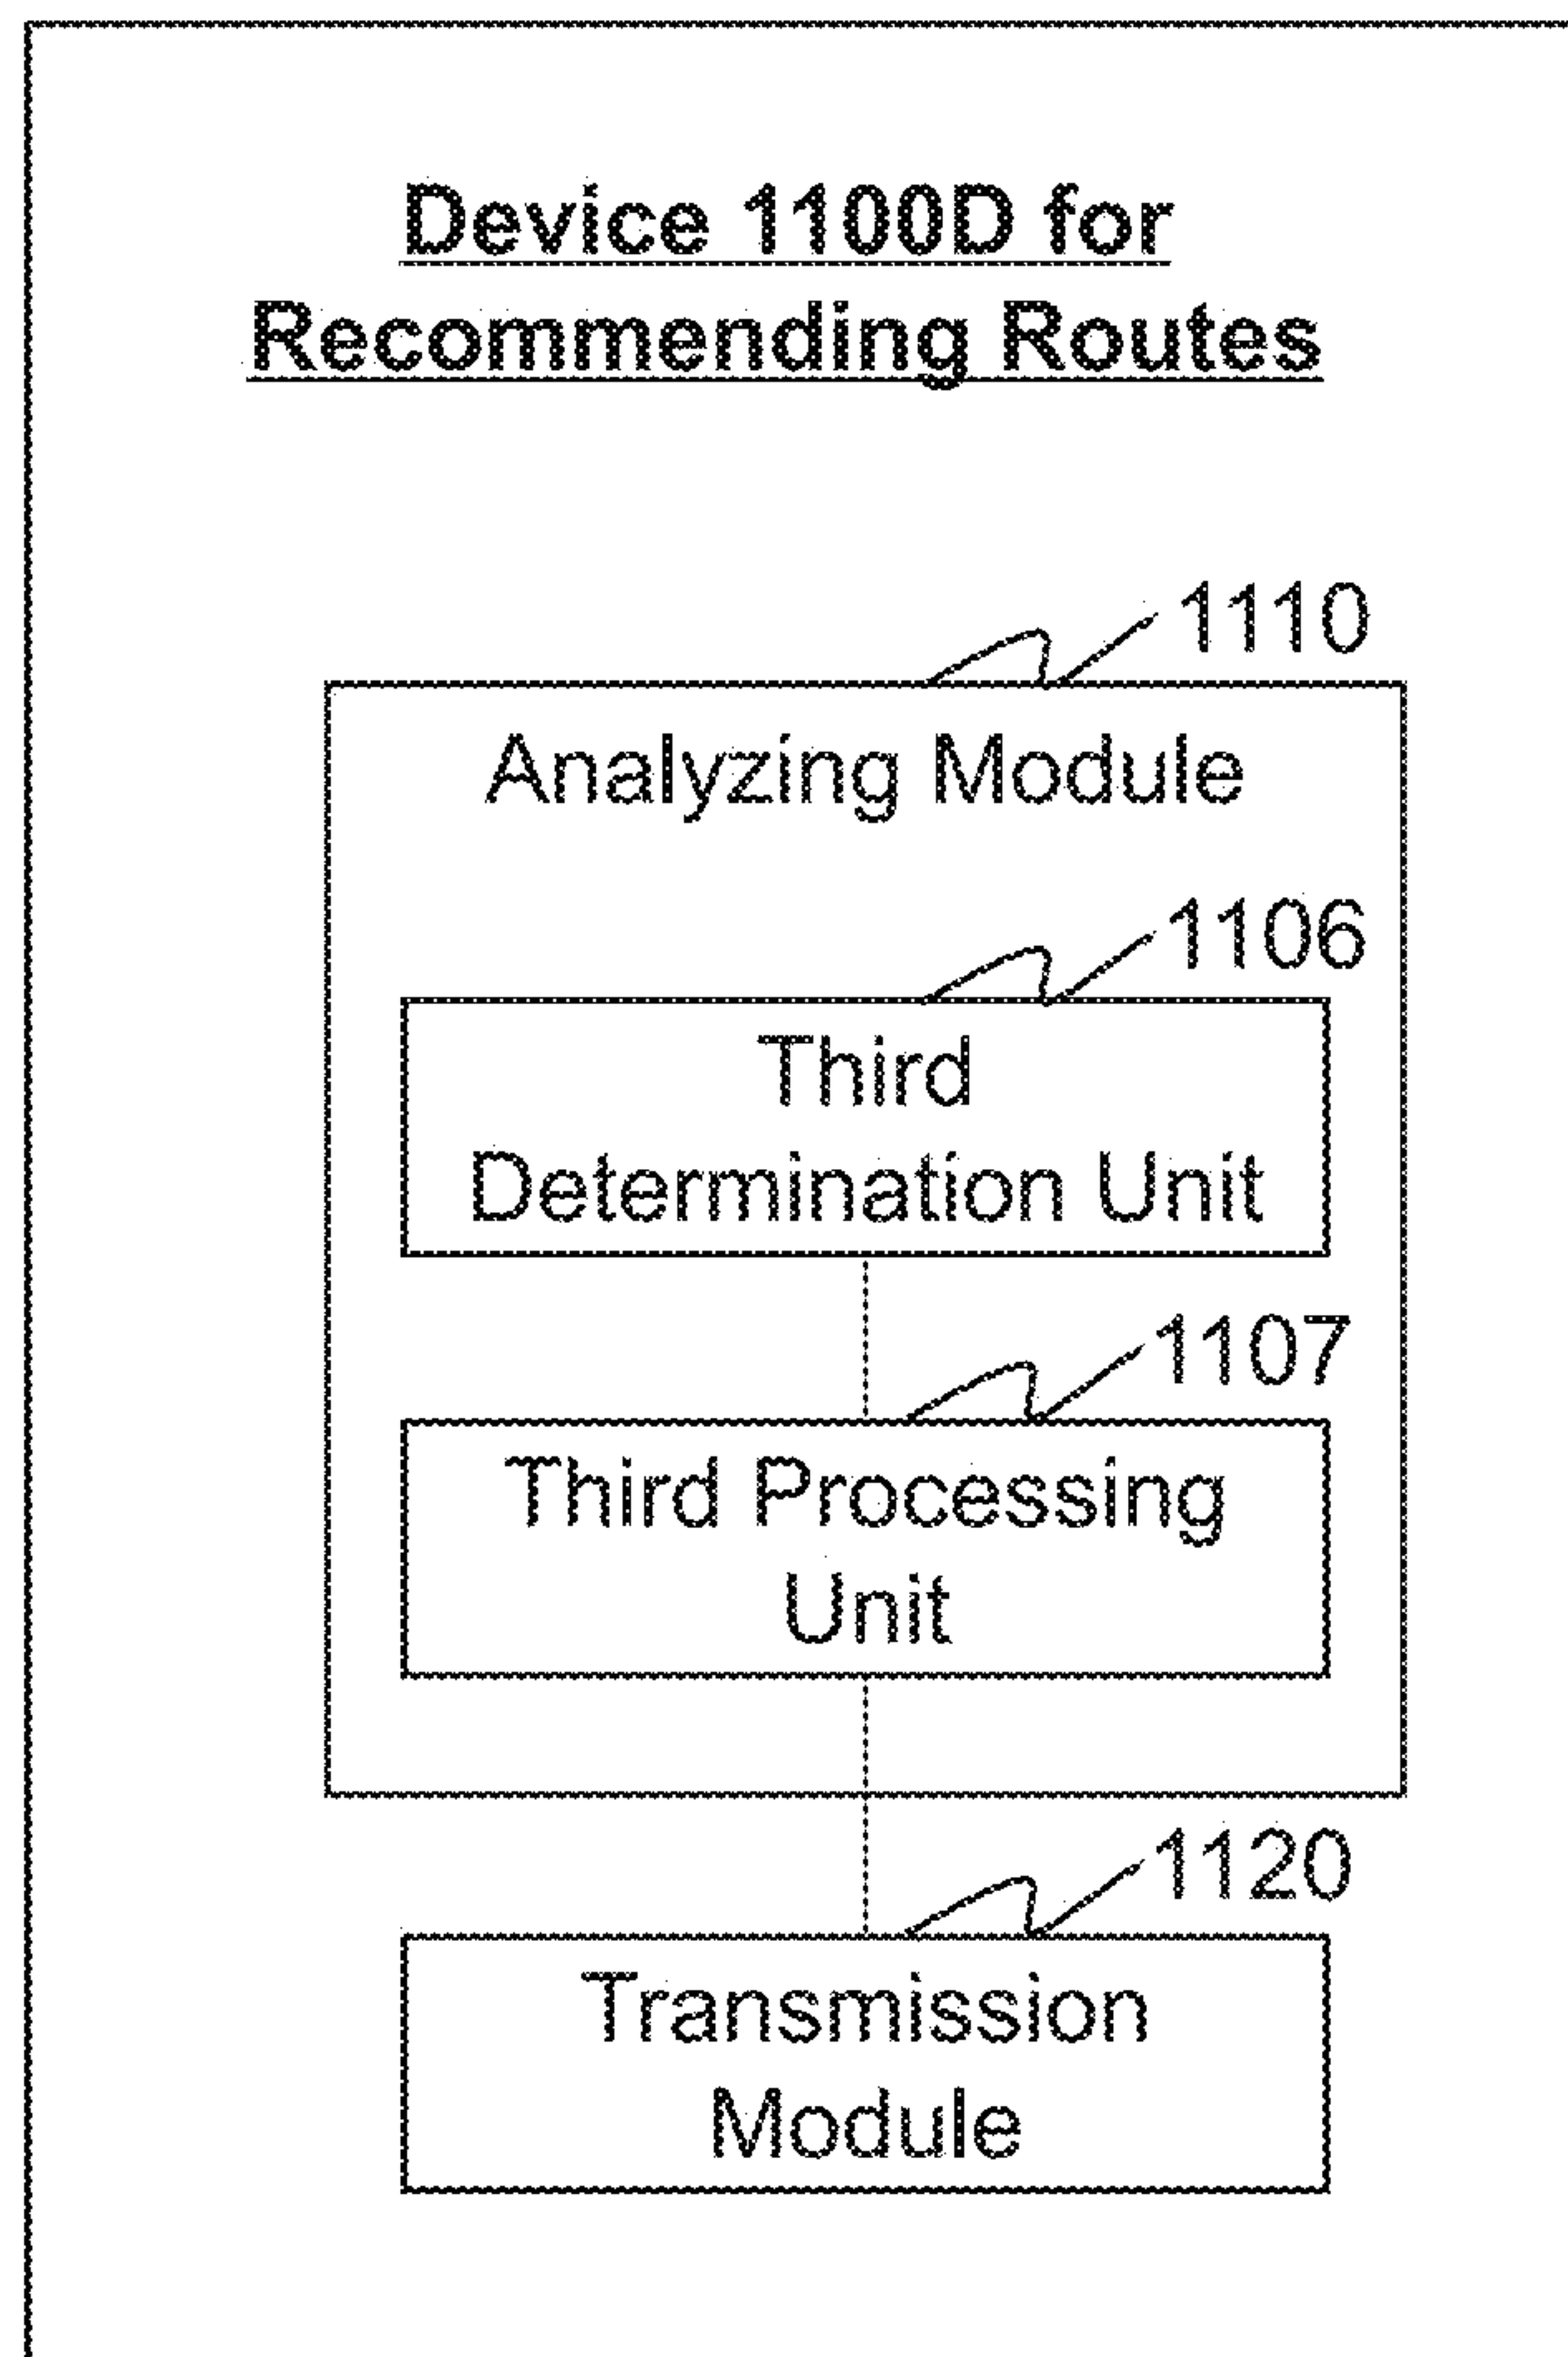 Device 1100D for
Recommending Routes
1110
Analyzing Module
1106
Third
Determination Unit
1107
Third Processing
Unit
1120
Transmission
Module